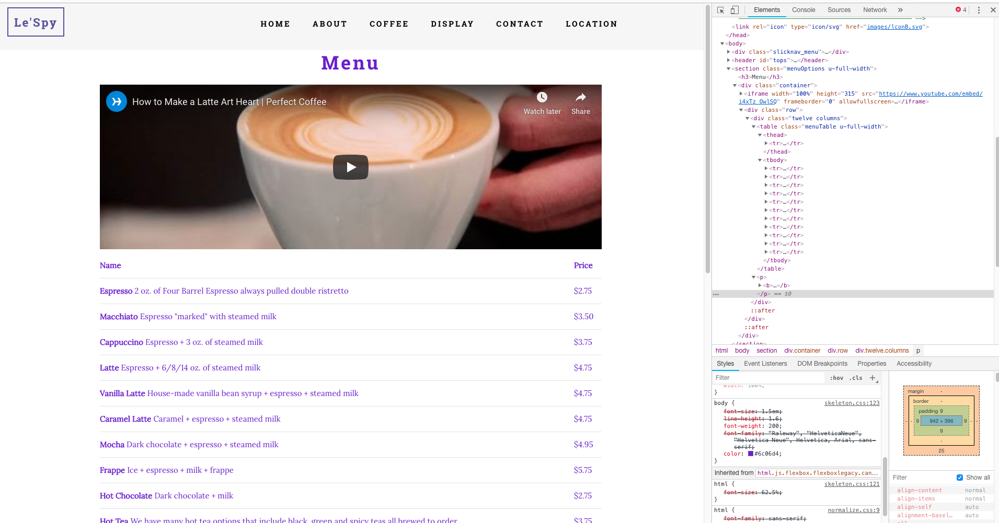 Le'Spy
HOME ABOUT COFFEE DISPLAY CONTACT LOCATION
Menu
How to Make a Latte Art Heart | Perfect Coffee
Watch later Share
Name Price
Espresso 2 oz. of Four Barrel Espresso always pulled double ristretto $2.75
Macchiato Espresso "marked" with steamed milk $3.50
Cappuccino Espresso + 3 oz. of steamed milk $3.75
Latte Espresso + 6/8/14 oz. of steamed milk $4.75
Vanilla Latte House-made vanilla bean syrup + espresso + steamed milk $4.75
Caramel Latte Caramel + espresso + steamed milk $4.75
Mocha Dark chocolate + espresso + steamed milk $4.95
Frappe Ice + espresso + milk + frappe $5.75
Hot Chocolate Dark chocolate + milk $2.75
Hot Tea We have many hot tea options that include black, green and spicy teas all brewed to order $3.75
Elements Console Sources Network » 4
-->
<link rel="icon" type="icon/svg" href="images/lconB.svg">
</head>
<body>
<div class="slicknav_menu">…</div>
<header id="tops">…</header>
<section class="menuOptions u-full-width">
<h3>Menu</h3>
<div class="container">
<iframe width="100%" height="315" src="https://www.youtube.com/embed/
i4xTz_OwlSQ" frameborder="0" allowfullscreen>…</iframe>
<div class="row">
<div class="twelve columns">
<table class="menuTable u-full-width">
<thead>
<tr>…</tr>
</thead>
<tbody>
<tr>…</tr>
<tr>…</tr>
<tr>…</tr>
<tr>…</tr>
<tr>…</tr>
<tr>…</tr>
<tr>…</tr>
<tr>…</tr>
<tr>…</tr>
<tr>…</tr>
<tr>…</tr>
</tbody>
</table>
<p>
<b>…</b>
… </p> == $0
</div>
::after
</div>
::after
</div>
</section>
html body section div.container div.row div.twelve.columns p
Styles Event Listeners DOM Breakpoints Properties Accessibility
Filter :hov .cls +
width: 100%;
}
body { skeleton.css:123
font-size: 1.5em;
line-height: 1.6;
font-weight: 200;
font-family: "Raleway", "HelveticaNeue",
"Helvetica Neue", Helvetica, Arial, sans-
serif;
color: #6c06d4;
}
Inherited from html.js.flexbox.flexboxlegacy.can…
html { skeleton.css:121
font-size: 62.5%;
}
html { normalize.css:9
font-family: sans-serif;
margin -
border -
padding 9
- - 9 942 × 396 9 - -
9
-
25
Filter Show all
align-content normal
align-items normal
align-self auto
alignment-basel… auto